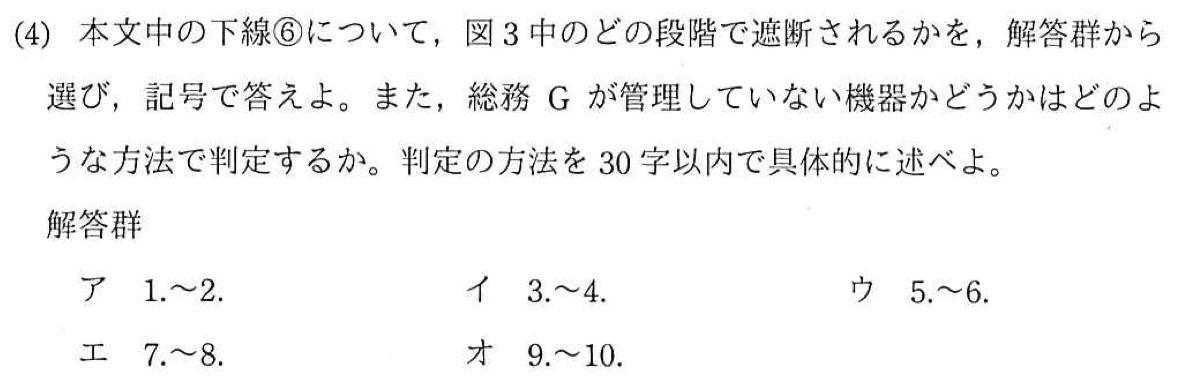 (4) 本文中の下線⑥について，図3中のどの段階で遮断されるかを，解答群から
選び，記号で答えよ。また，総務 G が管理していない機器かどうかはどのよ
うな方法で判定するか。判定の方法を 30 字以内で具体的に述べよ。
解答群
ア 1.～2. イ 3.～4. ウ 5.～6.
エ 7.～8. オ 9.～10.